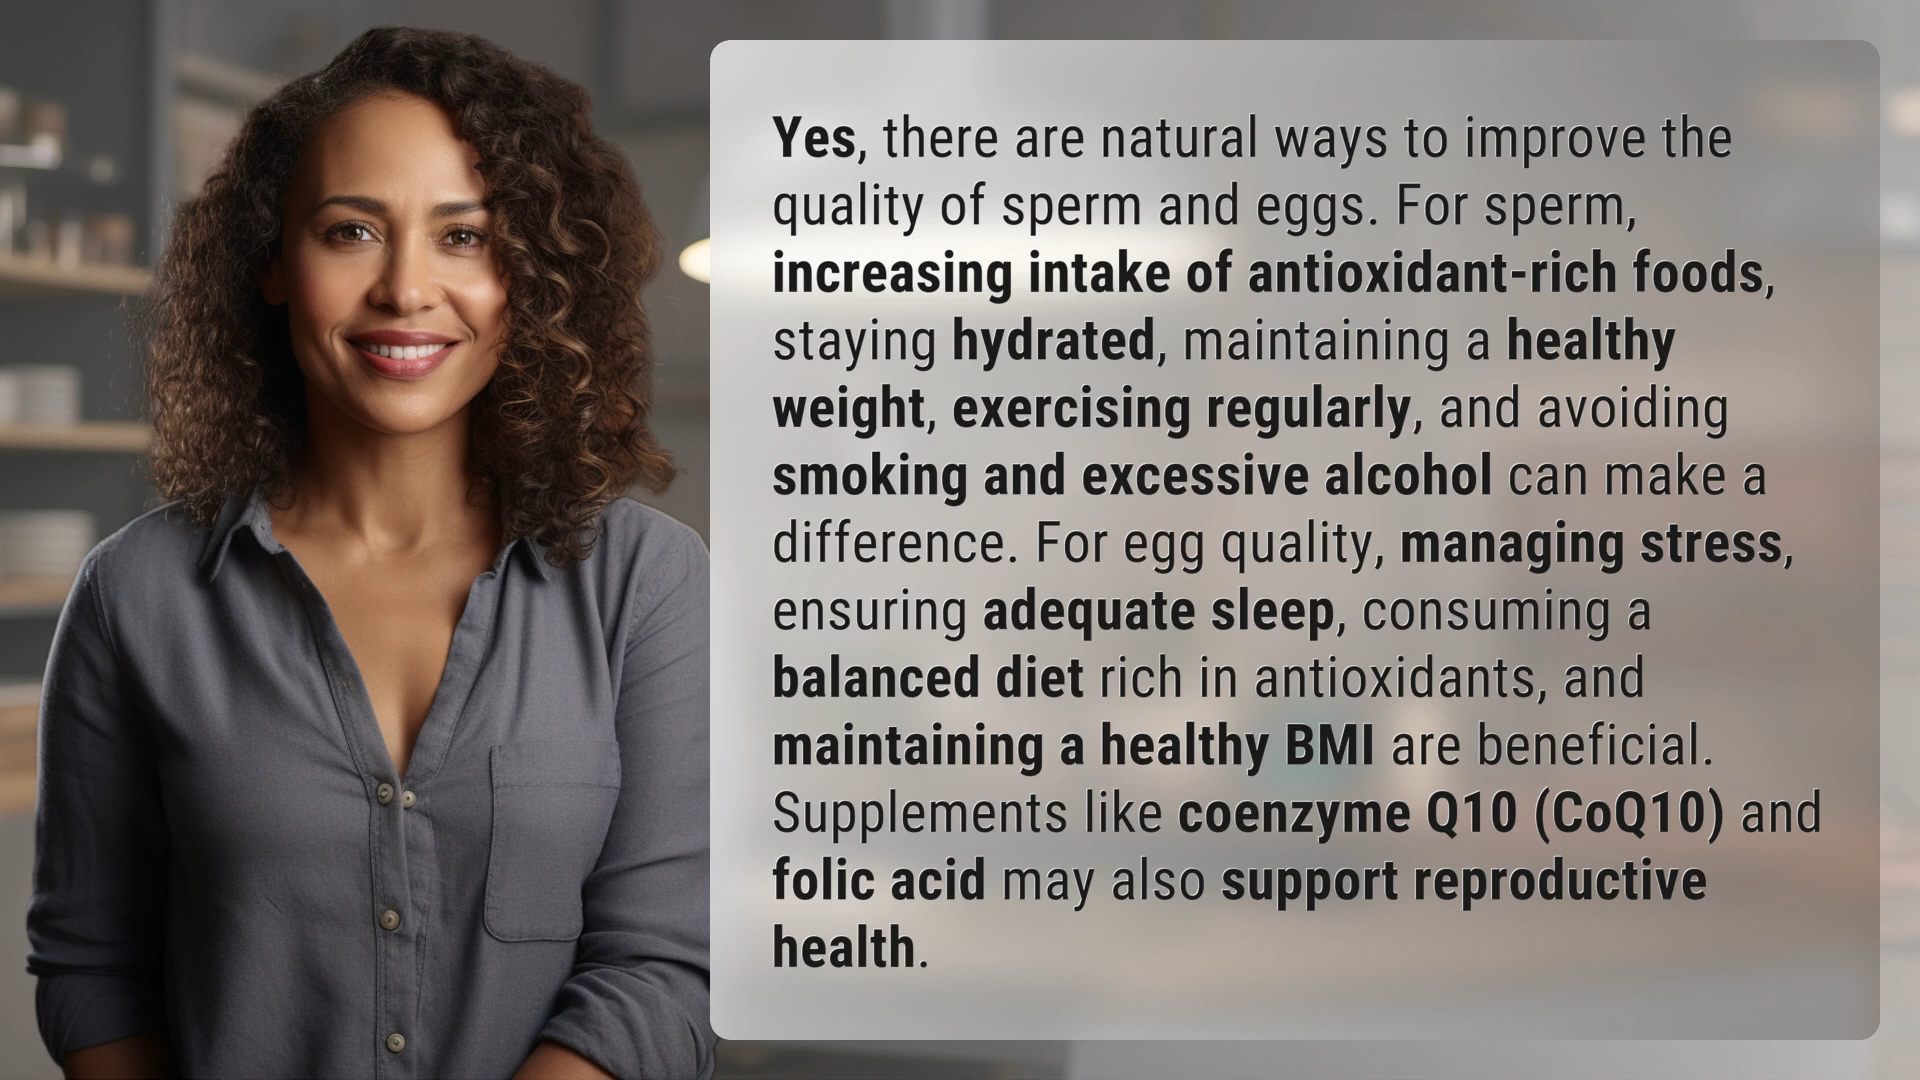 Yes, there are natural ways to improve the
quality of sperm and eggs. For sperm,
increasing intake of antioxidant-rich foods,
staying hydrated, maintaining a healthy
weight, exercising regularly, and avoiding
smoking and excessive alcohol can make a
difference. For egg quality, managing stress,
ensuring adequate sleep, consuming a
balanced diet rich in antioxidants, and
maintaining a healthy BMI are beneficial.
Supplements like coenzyme Q10 (CoQ10) and
folic acid may also support reproductive
health.